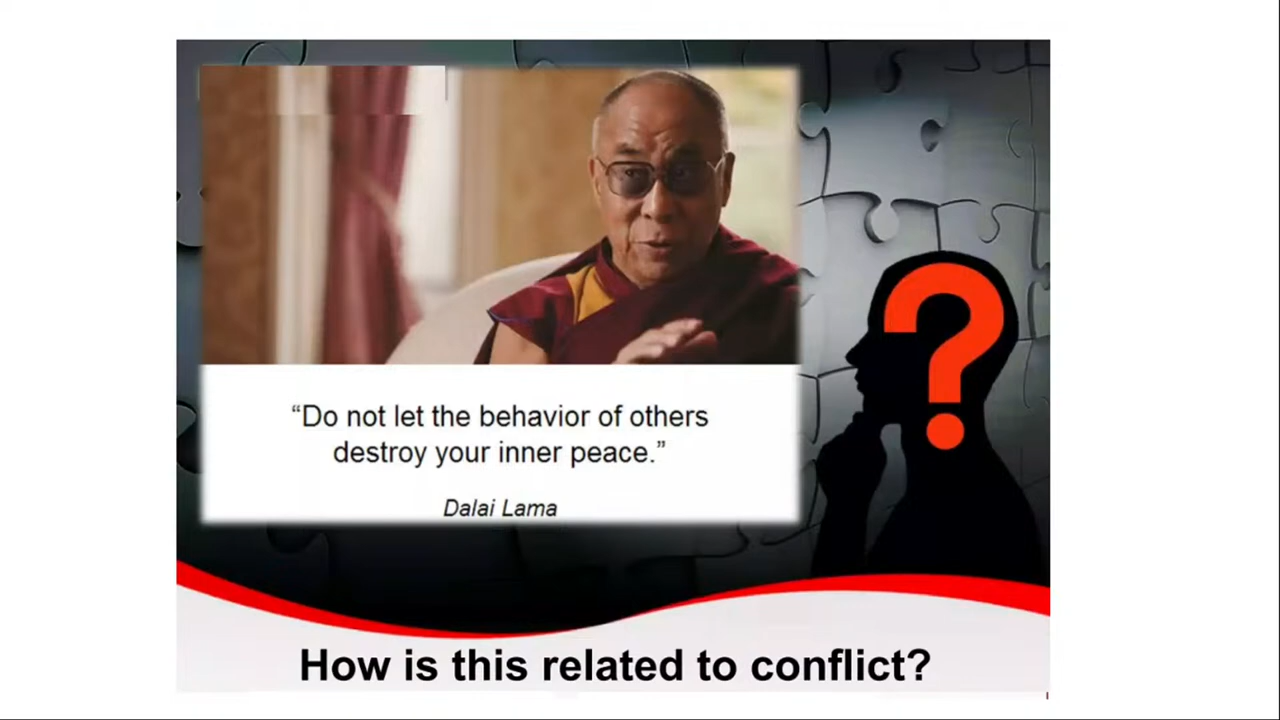 “Do not let the behavior of others
destroy your inner peace.”
Dalai Lama
How is this related to conflict?